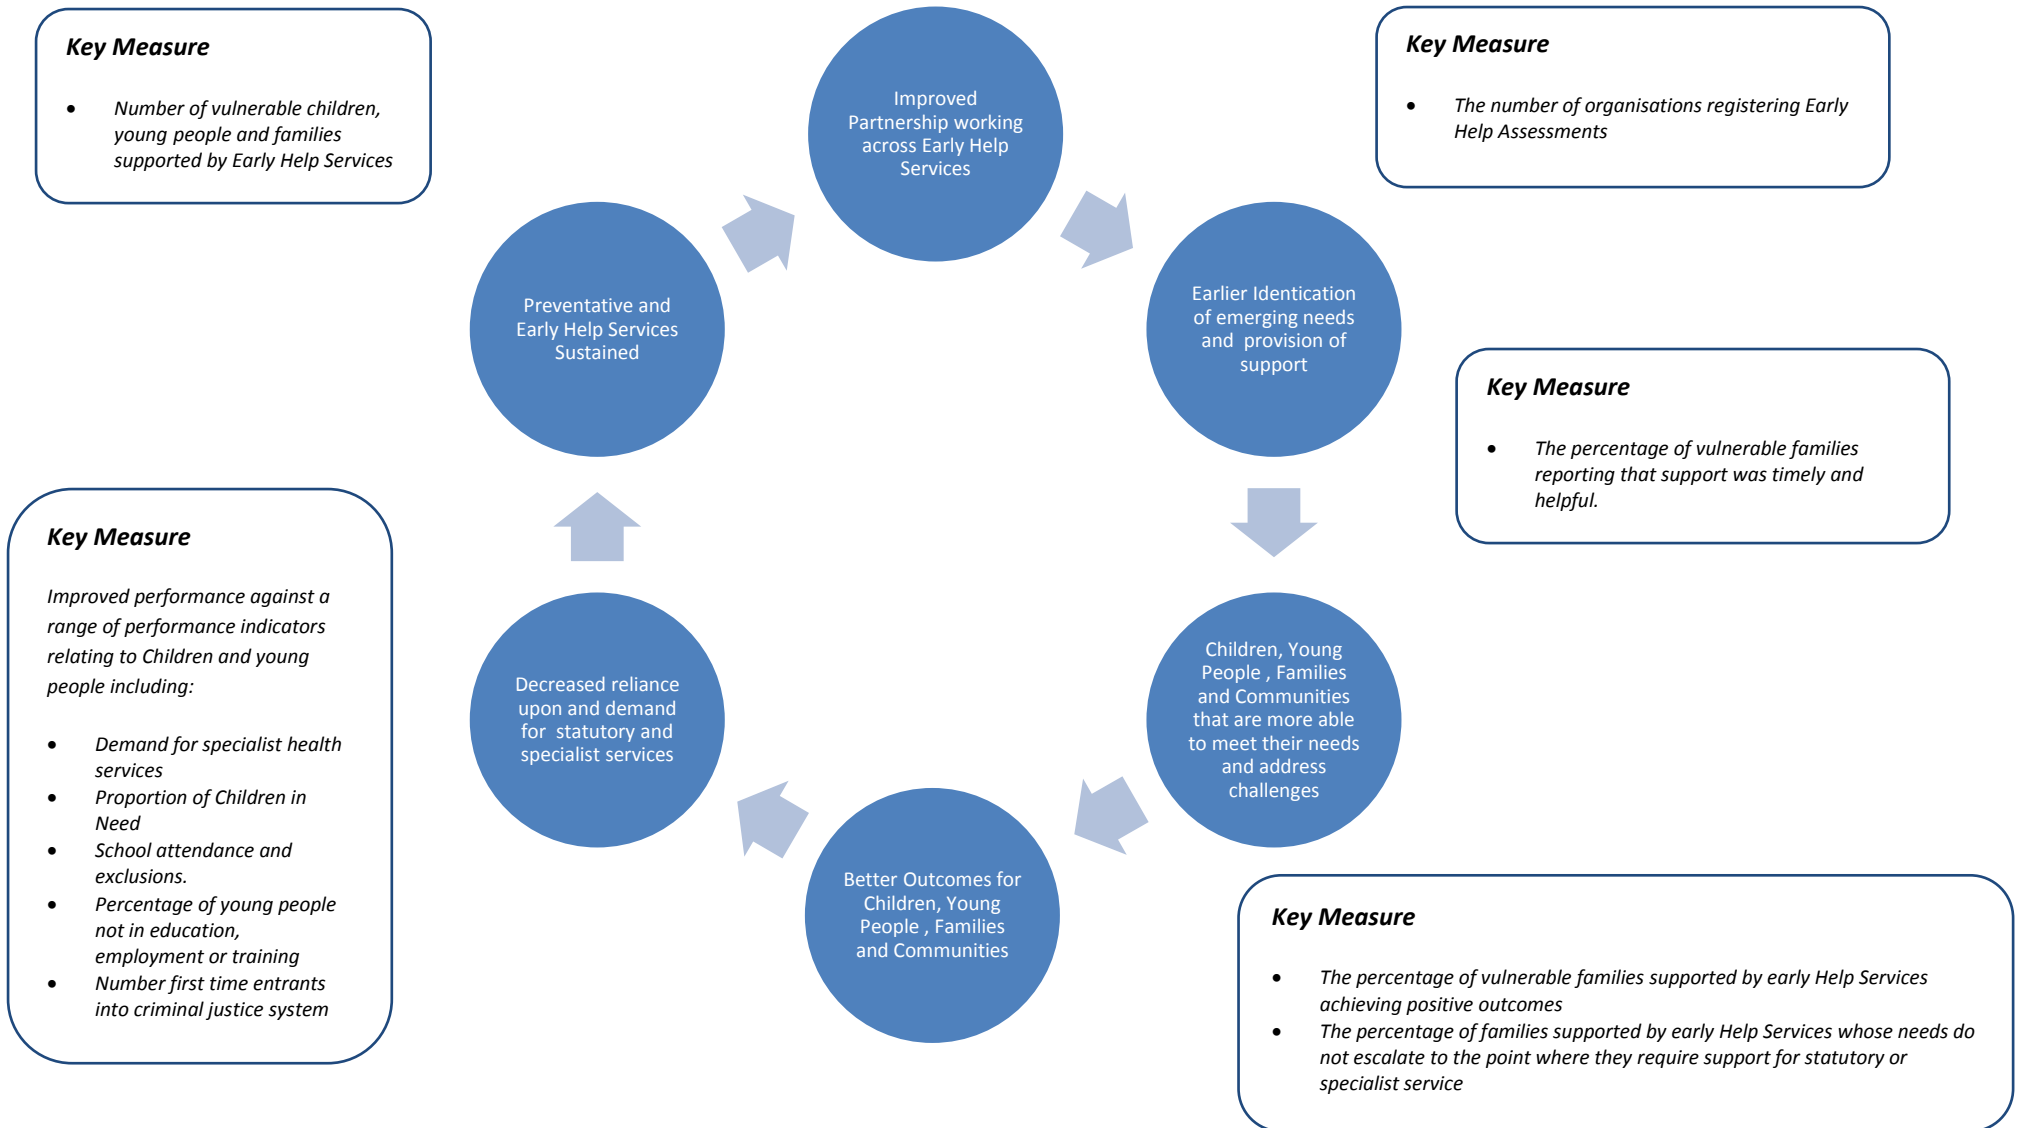 Key Measure
• Number of vulnerable children,
young people and families
supported by Early Help Services
Improved
Partnership working
across Early Help
Services
Key Measure
• The number of organisations registering Early
Help Assessments
Preventative and
Early Help Services
Sustained
Earlier Identication
of emerging needs
and provision of
support
Key Measure
• The percentage of vulnerable families
reporting that support was timely and
helpful.
Key Measure
Improved performance against a
range of performance indicators
relating to Children and young
people including:
• Demand for specialist health
services
• Proportion of Children in
Need
• School attendance and
exclusions.
• Percentage of young people
not in education,
employment or training
• Number first time entrants
into criminal justice system
Decreased reliance
upon and demand
for statutory and
specialist services
Children, Young
People , Families
and Communities
that are more able
to meet their needs
and address
challenges
Better Outcomes for
Children, Young
People , Families
and Communities
Key Measure
• The percentage of vulnerable families supported by early Help Services
achieving positive outcomes
• The percentage of families supported by early Help Services whose needs do
not escalate to the point where they require support for statutory or
specialist service